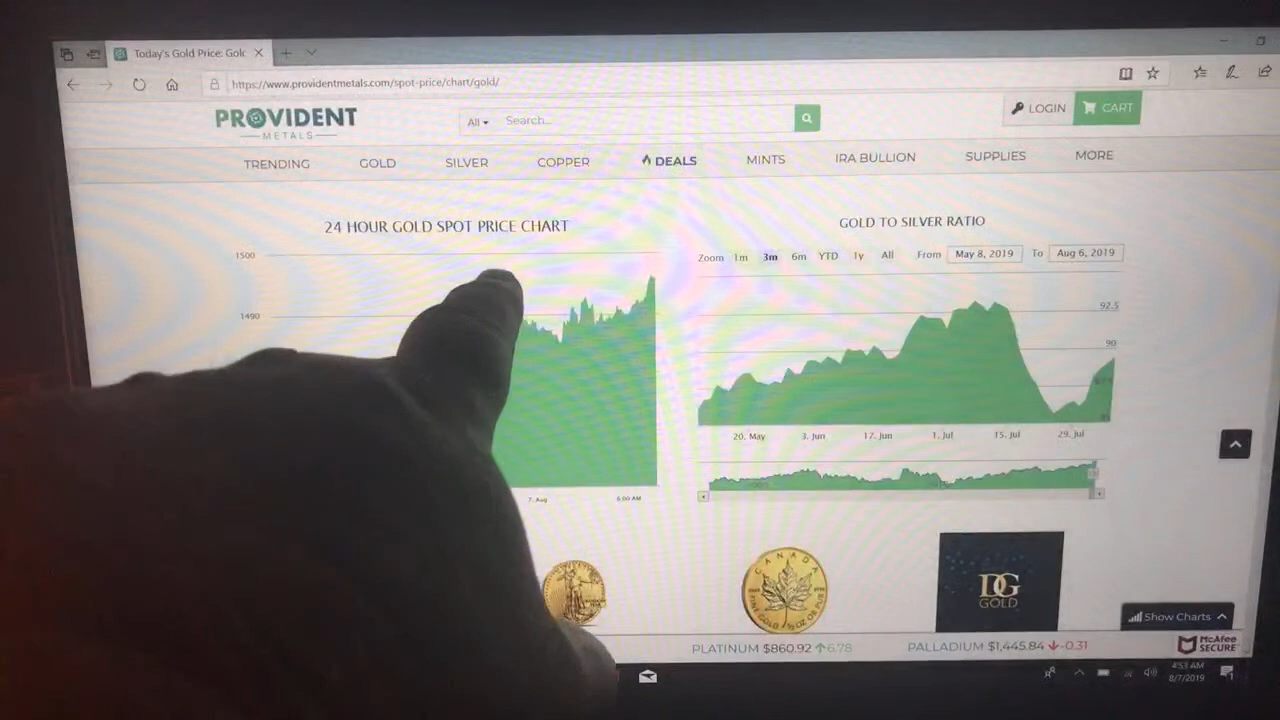 Today's Gold Price: Gol
https://www.providentmetals.com/spot-price/chart/gold/
PROVIDENT
METALS
All
Search...
LOGIN
CART
TRENDING GOLD SILVER COPPER DEALS MINTS IRA BULLION SUPPLIES MORE
24 HOUR GOLD SPOT PRICE CHART
1500
1490
7. Aug 6:00 AM
GOLD TO SILVER RATIO
Zoom 1m 3m 6m YTD 1y All From May 8, 2019 To Aug 6, 2019
92.5
90
20. May 3. Jun 17. Jun 1. Jul 15. Jul 29. Jul
CANADA
FINE GOLD
DG
GOLD
Show Charts
PLATINUM $860.92 6.78 PALLADIUM $1,445.84 -0.31
McAfee
SECURE
4:53 AM
8/7/2019